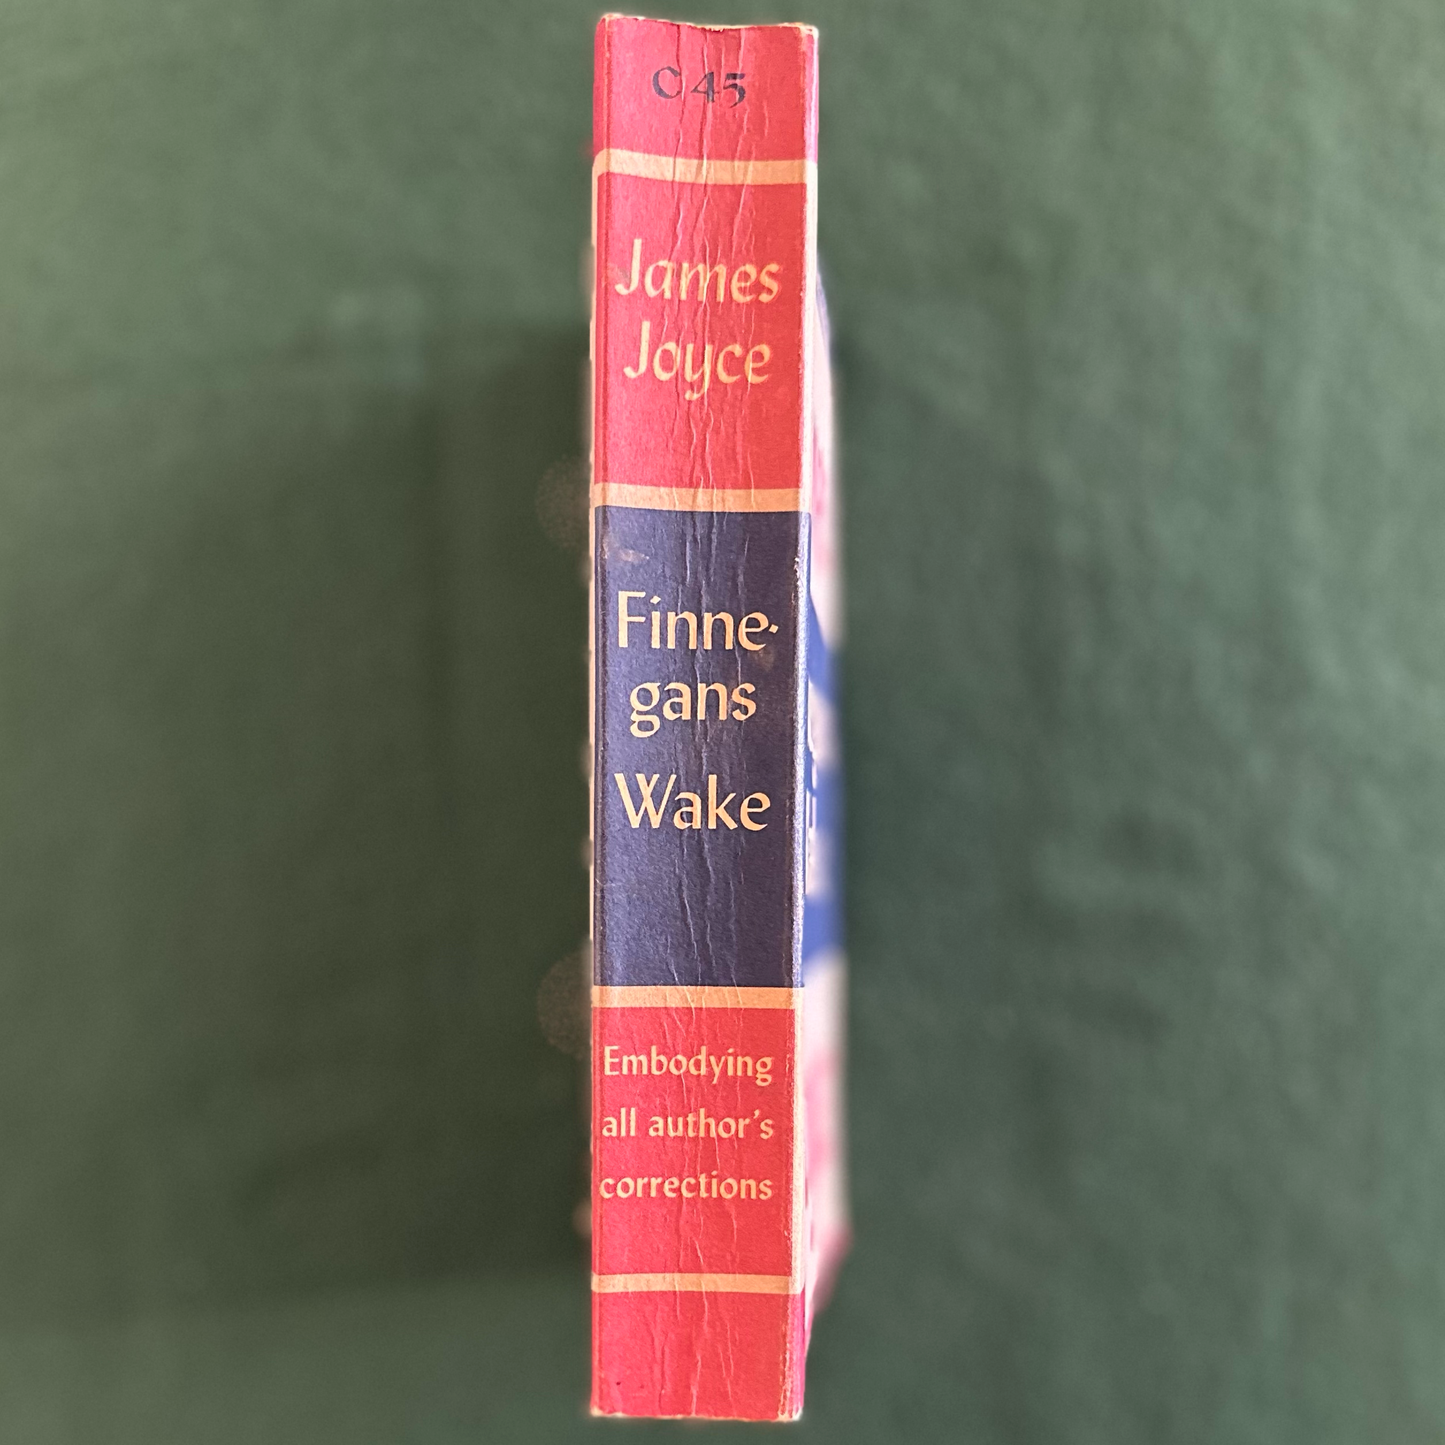 C 45
James
Joyce
Finne-
gans
Wake
Embodying
all author's
corrections